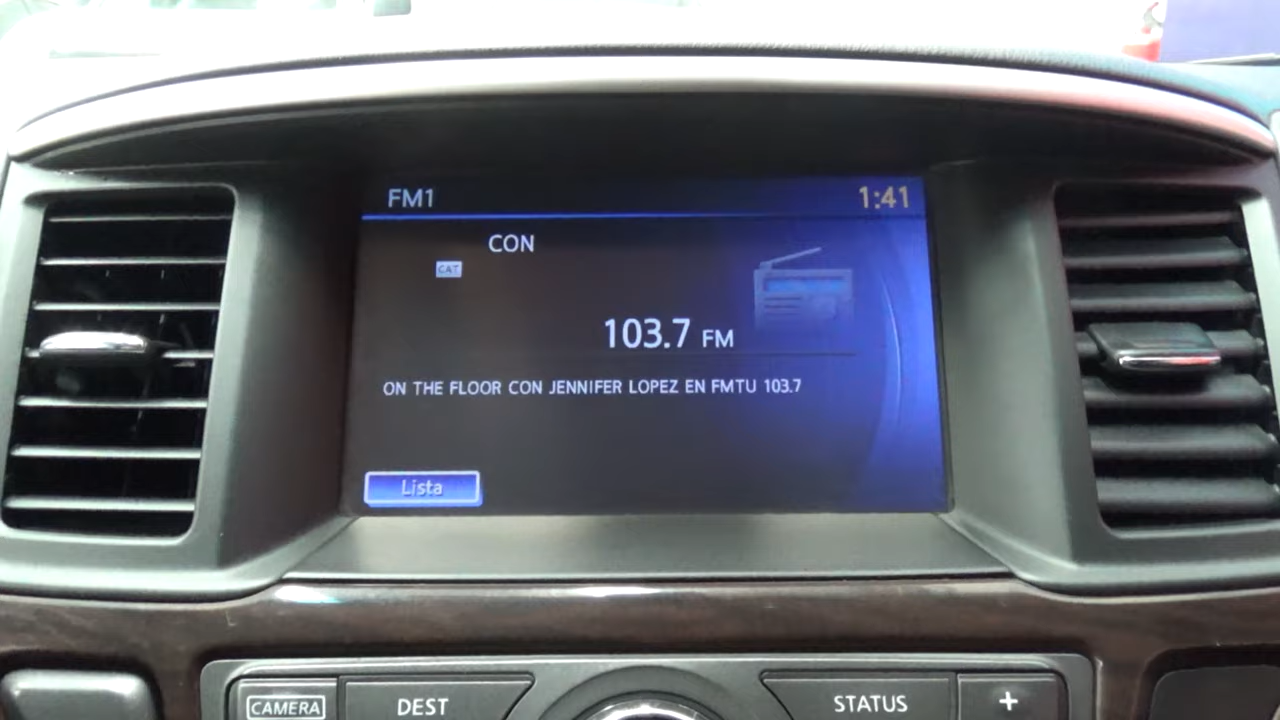 FM1 1:41
CON
CAT
103.7 FM
ON THE FLOOR CON JENNIFER LOPEZ EN FMTU 103.7
Lista
CAMERA DEST STATUS +